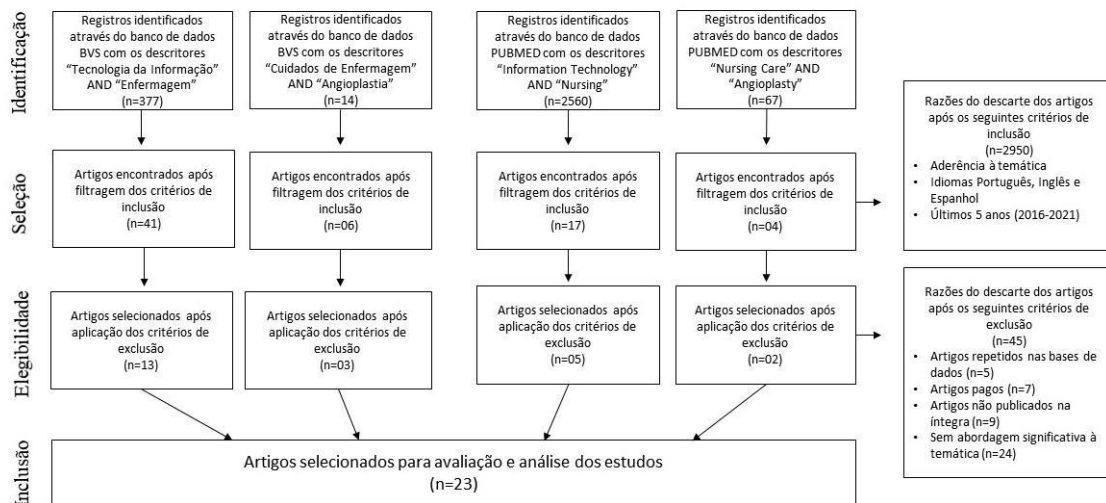 Identificação
Registros identificados
através do banco de dados
BVS com os descritores
“Tecnologia da Informação”
AND “Enfermagem”
(n=377)
Registros identificados
através do banco de dados
BVS com os descritores
“Cuidados de Enfermagem”
AND “Angioplastia”
(n=14)
Registros identificados
através do banco de dados
PUBMED com os descritores
“Information Technology”
AND “Nursing”
(n=2560)
Registros identificados
através do banco de dados
PUBMED com os descritores
“Nursing Care” AND
“Angioplasty”
(n=67)
Seleção
Artigos encontrados após
filtragem dos critérios de
inclusão
(n=41)
Artigos encontrados após
filtragem dos critérios de
inclusão
(n=06)
Artigos encontrados após
filtragem dos critérios de
inclusão
(n=17)
Artigos encontrados após
filtragem dos critérios de
inclusão
(n=04)
Razões do descarte dos artigos
após os seguintes critérios de
inclusão
(n=2950)
• Aderência à temática
• Idiomas Português, Inglês e
Espanhol
• Últimos 5 anos (2016-2021)
Elegibilidade
Artigos selecionados após
aplicação dos critérios de
exclusão
(n=13)
Artigos selecionados após
aplicação dos critérios de
exclusão
(n=03)
Artigos selecionados após
aplicação dos critérios de
exclusão
(n=05)
Artigos selecionados após
aplicação dos critérios de
exclusão
(n=02)
Razões do descarte dos artigos
após os seguintes critérios de
exclusão
(n=45)
• Artigos repetidos nas bases de
dados (n=5)
• Artigos pagos (n=7)
• Artigos não publicados na
íntegra (n=9)
• Sem abordagem significativa à
temática (n=24)
Inclusão
Artigos selecionados para avaliação e análise dos estudos
(n=23)